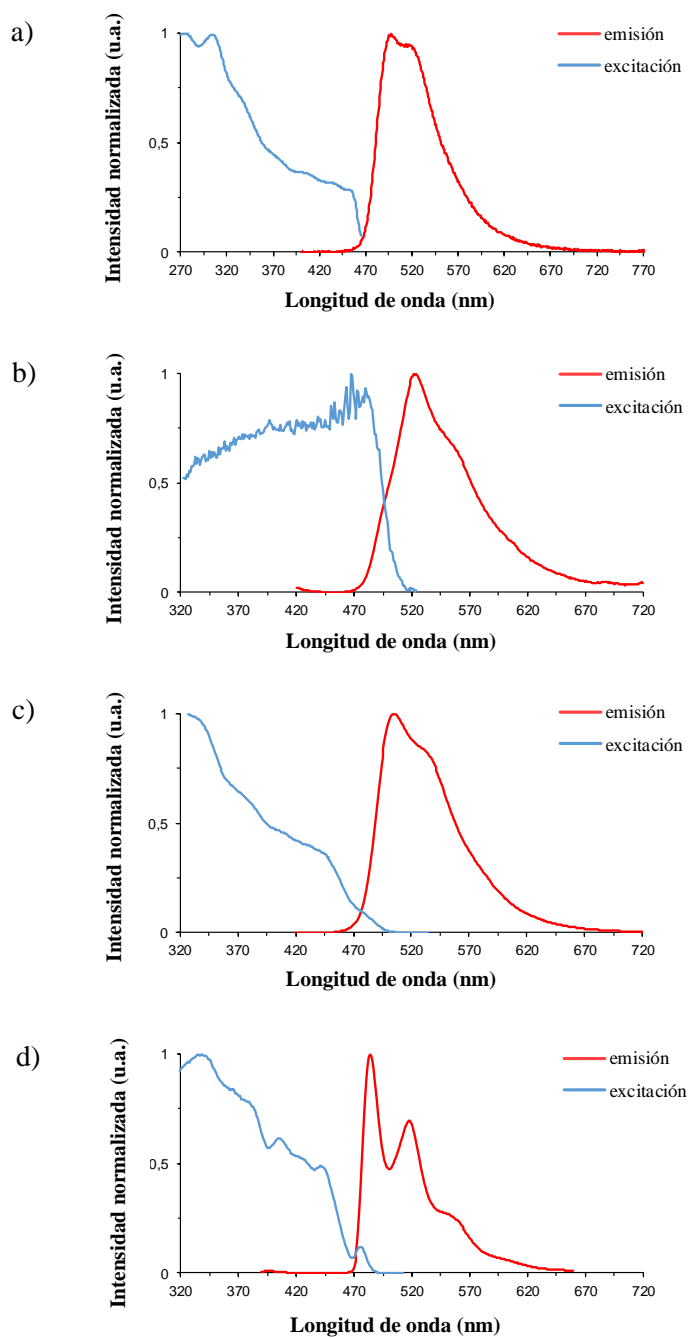 a)
Intensidad normalizada (u.a.)
1
0,5
0
emisión
excitación
270 320 370 420 470 520 570 620 670 720 770
Longitud de onda (nm)
b)
Intensidad normalizada (u.a.)
1
0,5
0
emisión
excitación
320 370 420 470 520 570 620 670 720
Longitud de onda (nm)
c)
Intensidad normalizada (u.a.)
1
0,5
0
emisión
excitación
320 370 420 470 520 570 620 670 720
Longitud de onda (nm)
d)
Intensidad normalizada (u.a.)
1
0,5
0
emisión
excitación
320 370 420 470 520 570 620 670 720
Longitud de onda (nm)